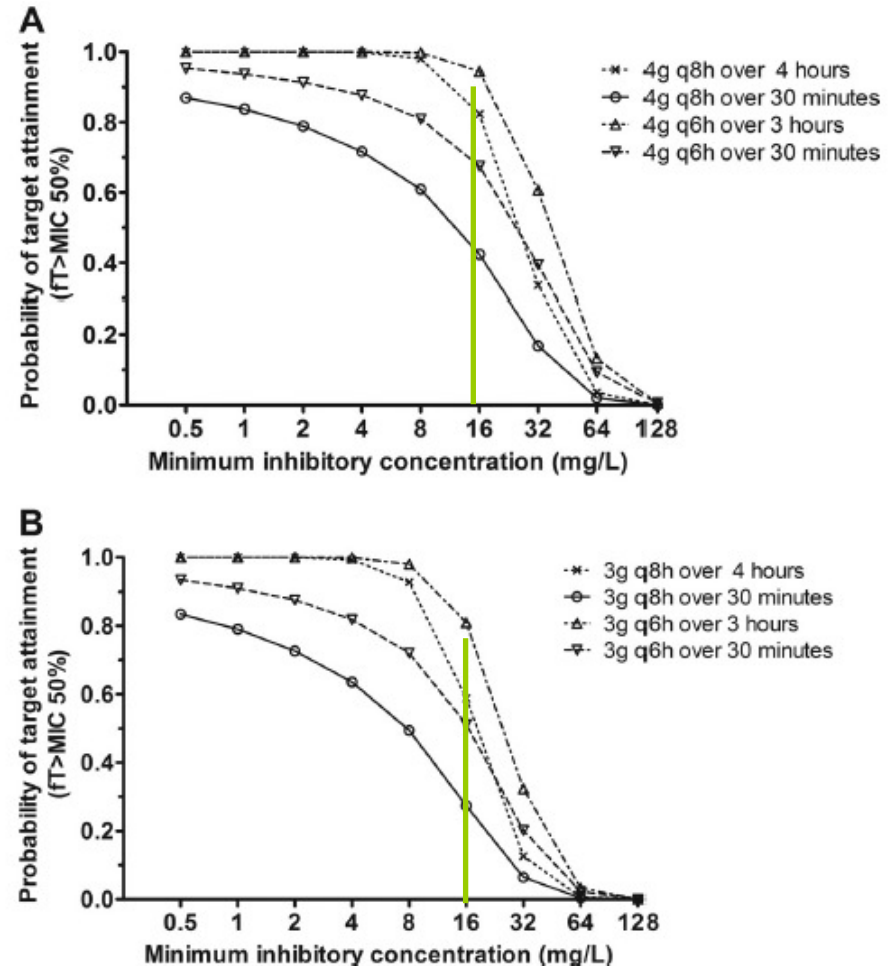 A
1.0
0.8
0.6
0.4
0.2
0.0
Probability of target attainment
(fT>MIC 50%)
4g q8h over 4 hours
4g q8h over 30 minutes
4g q6h over 3 hours
4g q6h over 30 minutes
0.5 1 2 4 8 16 32 64 128
Minimum inhibitory concentration (mg/L)
B
1.0
0.8
0.6
0.4
0.2
0.0
Probability of target attainment
(fT>MIC 50%)
3g q8h over 4 hours
3g q8h over 30 minutes
3g q6h over 3 hours
3g q6h over 30 minutes
0.5 1 2 4 8 16 32 64 128
Minimum inhibitory concentration (mg/L)